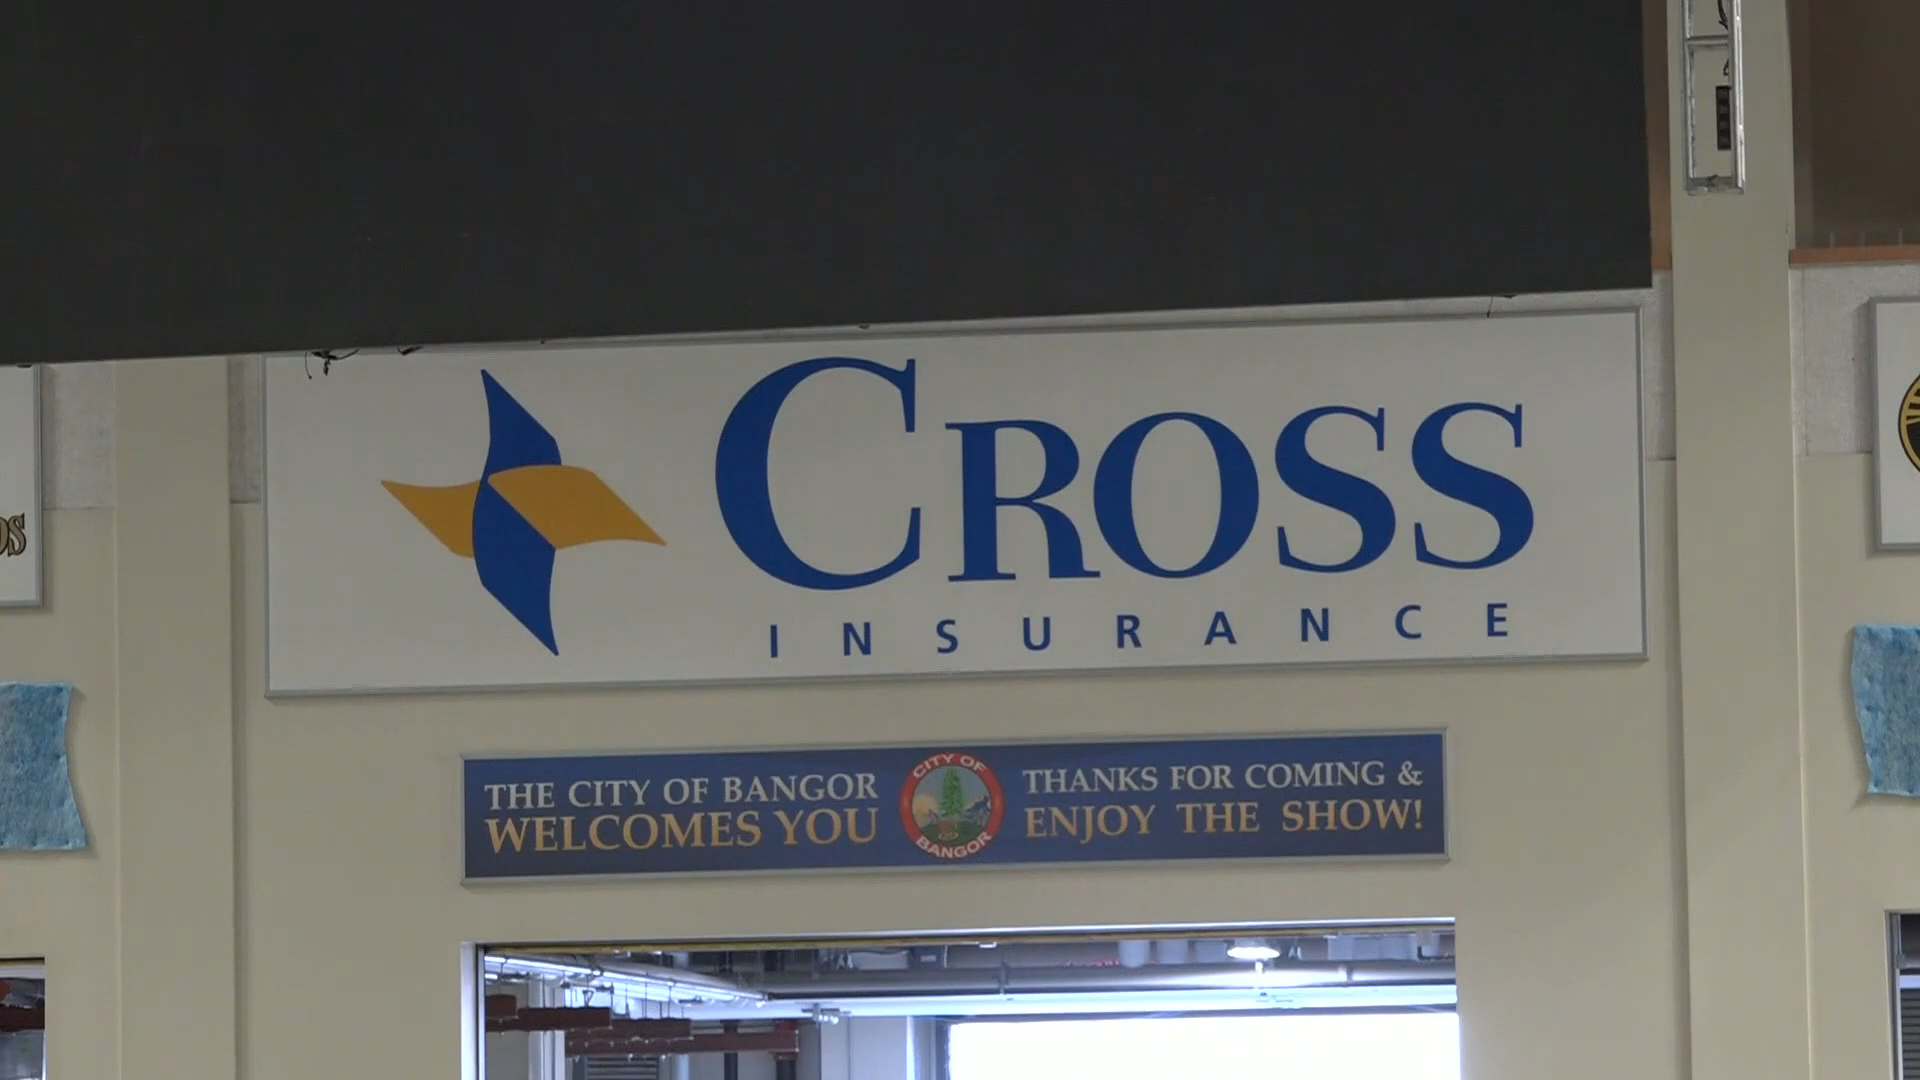 CROSS
INSURANCE
THE CITY OF BANGOR
WELCOMES YOU
CITY OF
BANGOR
THANKS FOR COMING &
ENJOY THE SHOW!